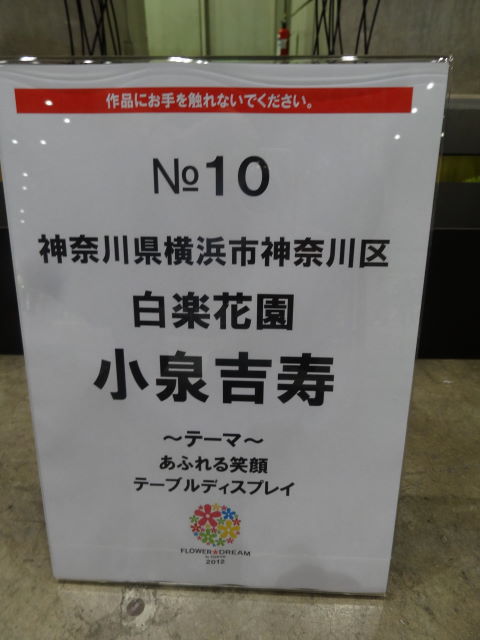 作品にお手を触れないでください。
№10
神奈川県横浜市神奈川区
白楽花園
小泉吉寿
～テーマ～
あふれる笑顔
テーブルディスプレイ
FLOWER★DREAM
in TOKYO
2012